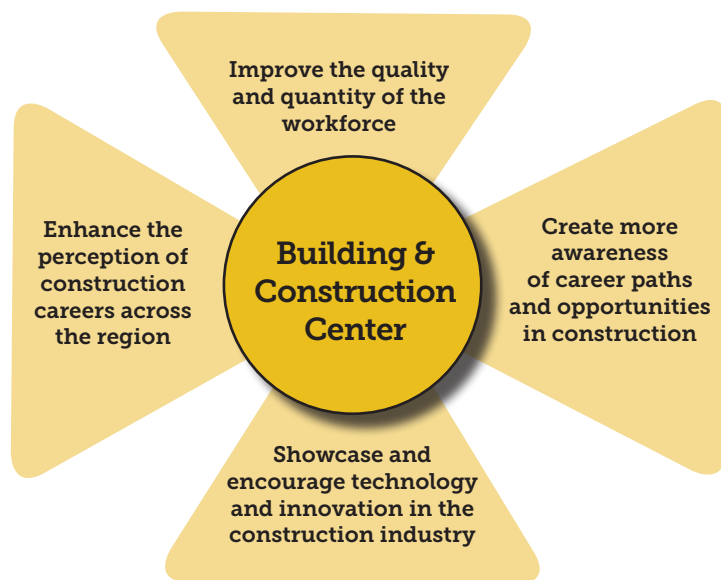 Improve the quality
and quantity of the
workforce
Enhance the
perception of
construction
careers across
the region
Building &
Construction
Center
Create more
awareness
of career paths
and opportunities
in construction
Showcase and
encourage technology
and innovation in the
construction industry